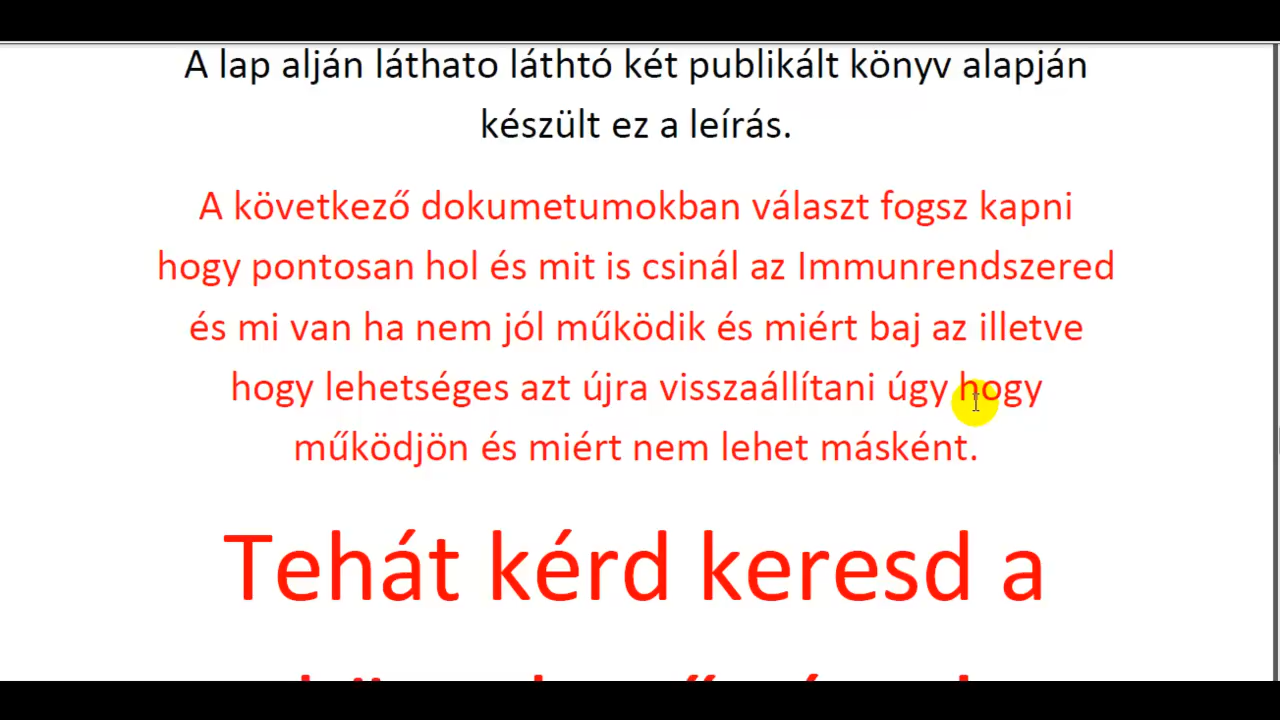 A lap alján láthato láthtó két publikált könyv alapján
készült ez a leírás.
A következő dokumetumokban választ fogsz kapni
hogy pontosan hol és mit is csinál az Immunrendszered
és mi van ha nem jól működik és miért baj az illetve
hogy lehetséges azt újra visszaállítani úgy hogy
működjön és miért nem lehet másként.
Tehát kérd keresd a